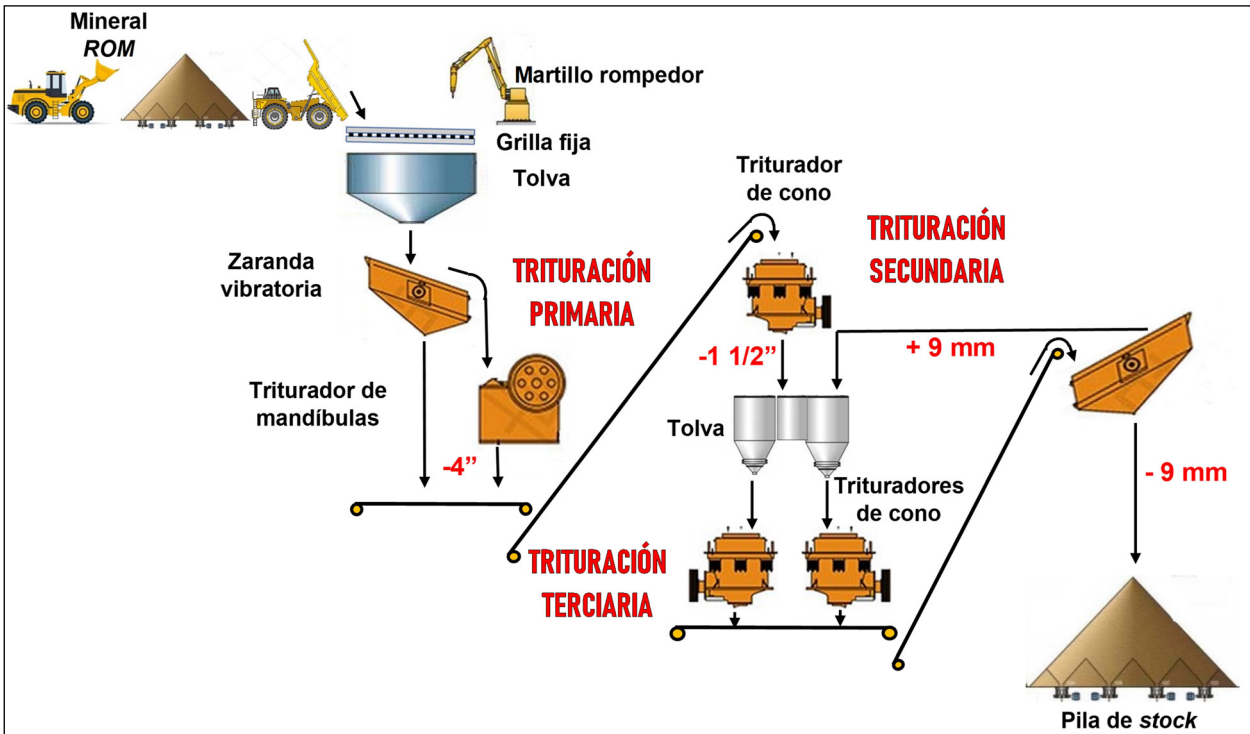 Mineral
ROM
Martillo rompedor
Grilla fija
Tolva
Zaranda
vibratoria
TRITURACIÓN
PRIMARIA
Triturador de
mandíbulas
-4”
Triturador
de cono
TRITURACIÓN
SECUNDARIA
-1 1/2”
+ 9 mm
Tolva
Trituradores
de cono
- 9 mm
TRITURACIÓN
TERCIARIA
Pila de stock